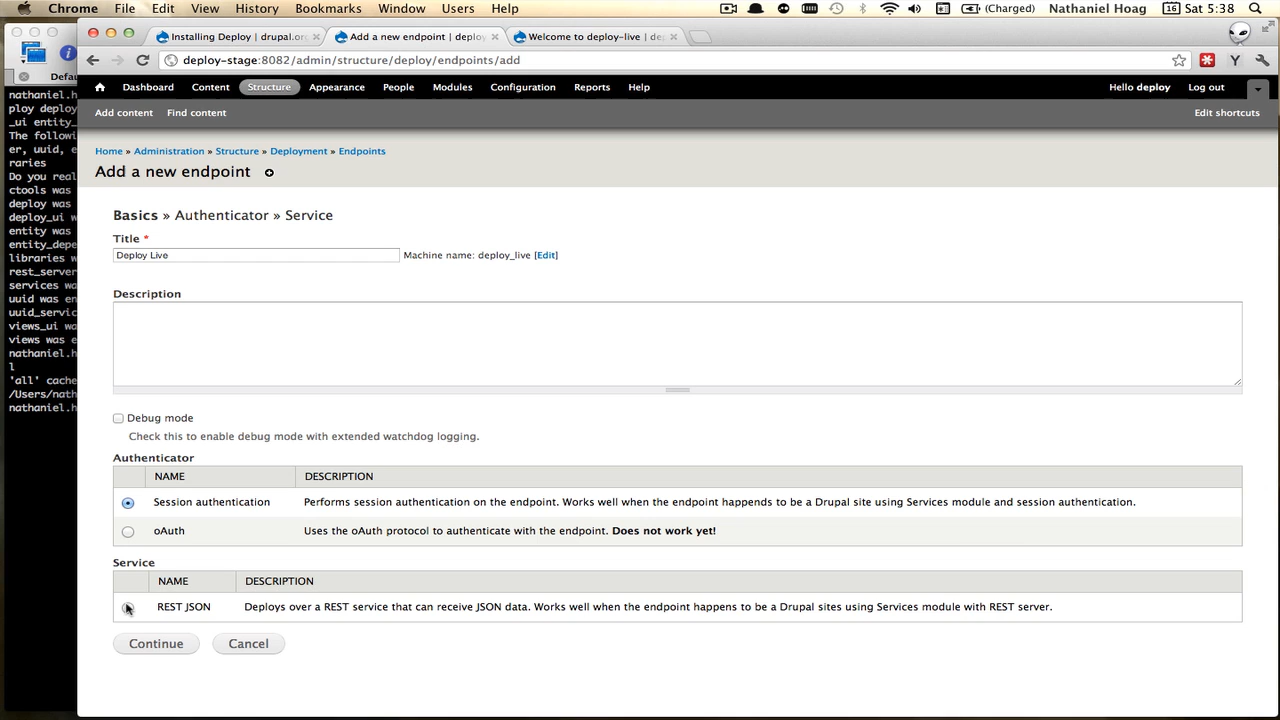 Chrome File Edit View History Bookmarks Window Users Help (Charged) Nathaniel Hoag 16 Sat 5:38
Installing Deploy | drupal.or Add a new endpoint | deploy Welcome to deploy-live | de
deploy-stage:8082/admin/structure/deploy/endpoints/add
Defau
Dashboard Content Structure Appearance People Modules Configuration Reports Help Hello deploy Log out
Add content Find content Edit shortcuts
nathaniel.h
ploy deploy
_ui entity_
The followi
er, uuid, e
raries
Do you real
ctools was
deploy was
deploy_ui w
entity was
entity_depe
libraries w
rest_server
services wa
uuid was en
uuid_servic
views_ui wa
views was e
nathaniel.h
l
'all' cache
/Users/nath
nathaniel.h
Home » Administration » Structure » Deployment » Endpoints
Add a new endpoint
Basics » Authenticator » Service
Title *
Deploy Live Machine name: deploy_live [Edit]
Description
Debug mode
Check this to enable debug mode with extended watchdog logging.
Authenticator
NAME DESCRIPTION
Session authentication Performs session authentication on the endpoint. Works well when the endpoint happends to be a Drupal site using Services module and session authentication.
oAuth Uses the oAuth protocol to authenticate with the endpoint. Does not work yet!
Service
NAME DESCRIPTION
REST JSON Deploys over a REST service that can receive JSON data. Works well when the endpoint happens to be a Drupal sites using Services module with REST server.
Continue Cancel